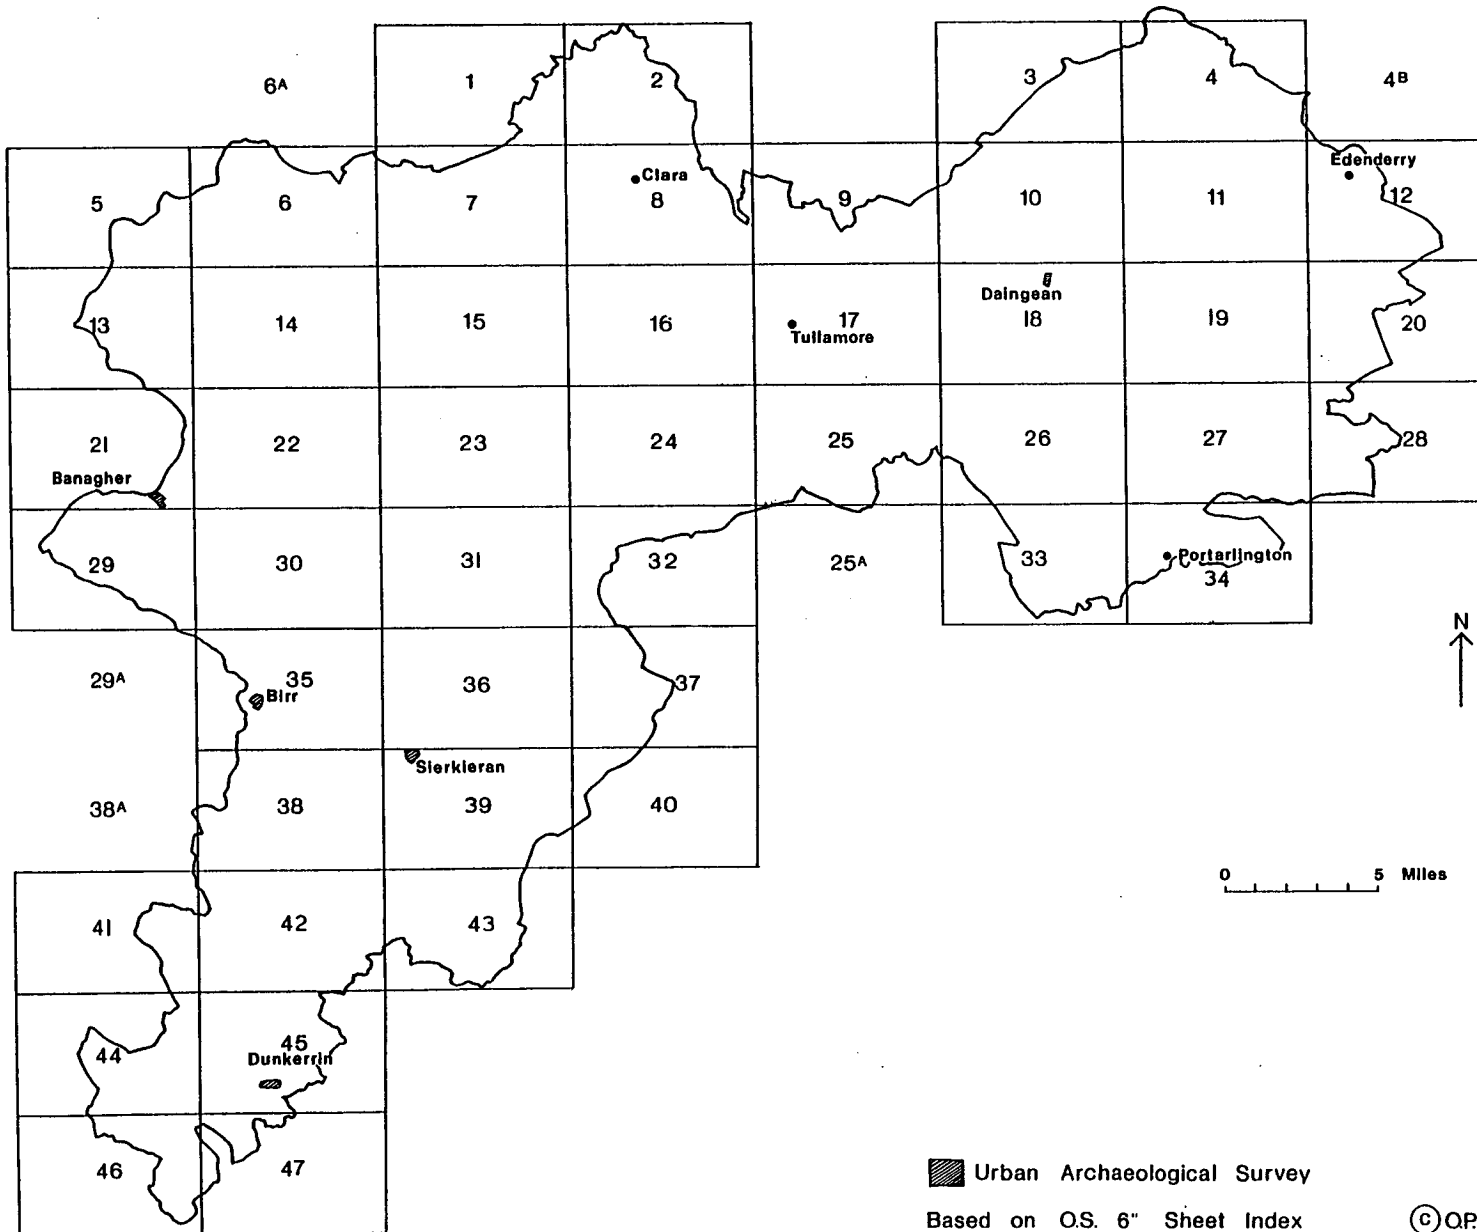 6A 1 2 3 4 4B
5 6 7 Clara 8 9 10 11 Edenderry 12
13 14 15 16 Tullamore 17 Daingean 18 19 20
21 22 23 24 25 26 27 28
Banagher
29 30 31 32 25A 33 Portarlington 34
N
29A Birr 35 36 37
Sierkieran
38A 38 39 40
0 5 Miles
41 42 43
44 45
Dunkerrin
46 47
Urban Archaeological Survey
Based on O.S. 6" Sheet Index © O.P.